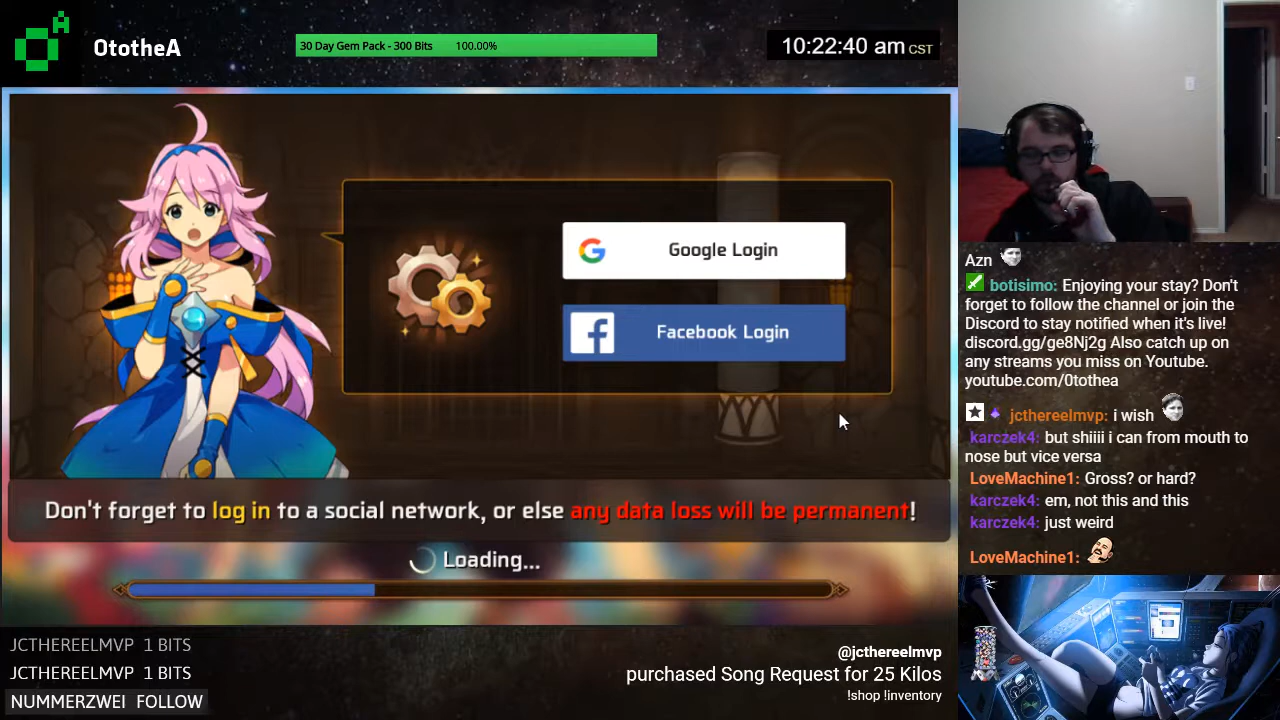 OtotheA
30 Day Gem Pack - 300 Bits 100.00%
10:22:40 am CST
Google Login
Facebook Login
Don't forget to log in to a social network, or else any data loss will be permanent!
Loading...
Azn
botisimo: Enjoying your stay? Don't
forget to follow the channel or join the
Discord to stay notified when it's live!
discord.gg/ge8Nj2g Also catch up on
any streams you miss on Youtube.
youtube.com/0tothea
jcthereelmvp: i wish
karczek4: but shiiii i can from mouth to
nose but vice versa
LoveMachine1: Gross? or hard?
karczek4: em, not this and this
karczek4: just weird
LoveMachine1:
JCTHEREELMVP 1 BITS
JCTHEREELMVP 1 BITS
NUMMERZWEI FOLLOW
@jcthereelmvp
purchased Song Request for 25 Kilos
!shop !inventory